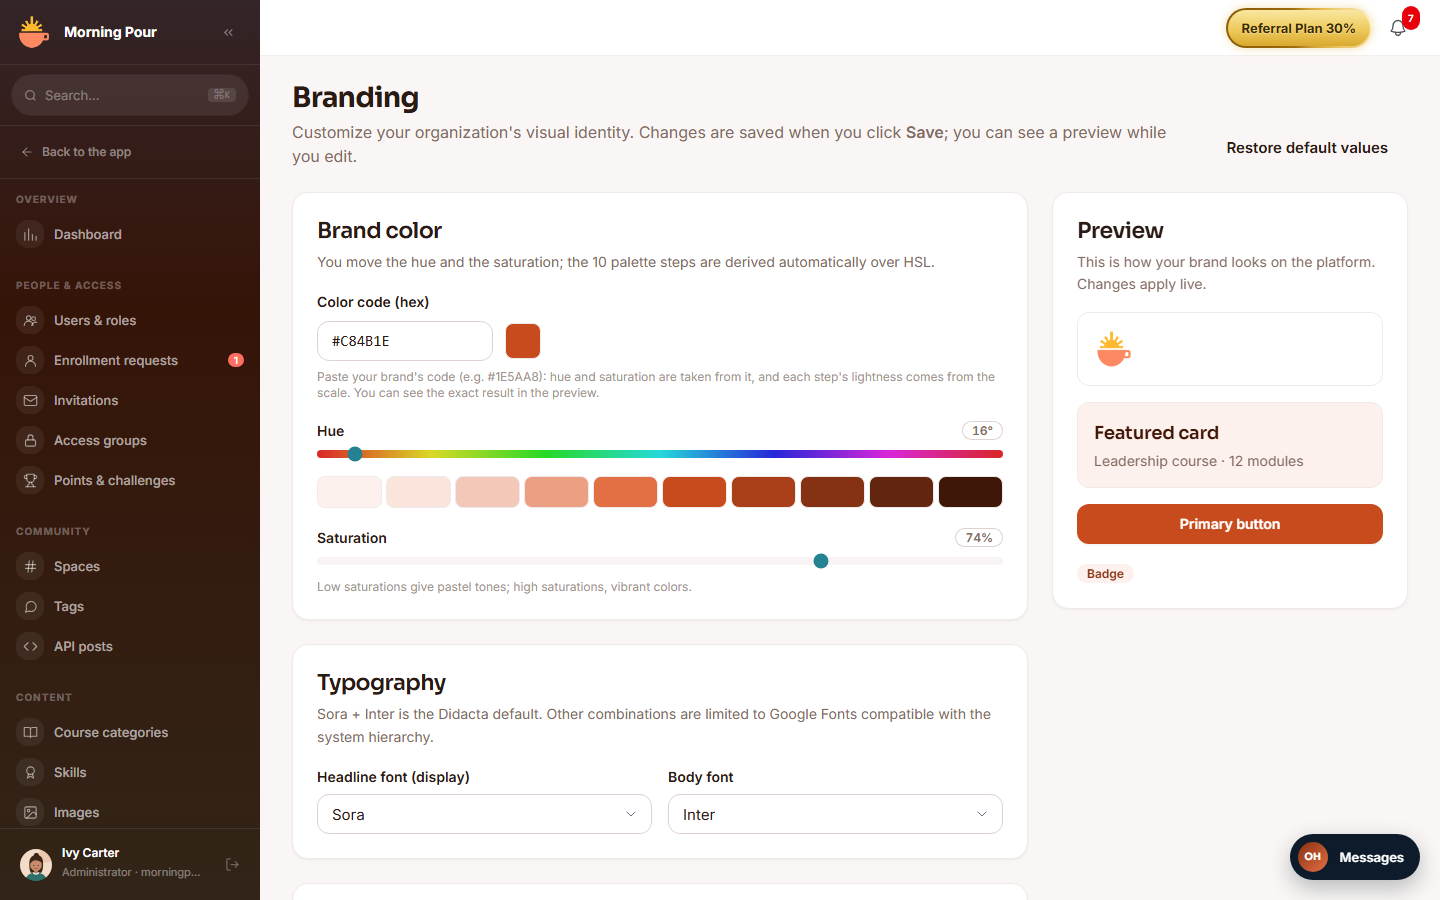 Morning Pour
Search...
⌘K
Back to the app
OVERVIEW
Dashboard
PEOPLE & ACCESS
Users & roles
Enrollment requests
1
Invitations
Access groups
Points & challenges
COMMUNITY
Spaces
Tags
API posts
CONTENT
Course categories
Skills
Images
Ivy Carter
Administrator · morningp...
Referral Plan 30%
7
Branding
Customize your organization's visual identity. Changes are saved when you click Save; you can see a preview while
you edit.
Restore default values
Brand color
You move the hue and the saturation; the 10 palette steps are derived automatically over HSL.
Color code (hex)
#C84B1E
Paste your brand's code (e.g. #1E5AA8): hue and saturation are taken from it, and each step's lightness comes from the
scale. You can see the exact result in the preview.
Hue
16°
Saturation
74%
Low saturations give pastel tones; high saturations, vibrant colors.
Typography
Sora + Inter is the Didacta default. Other combinations are limited to Google Fonts compatible with the
system hierarchy.
Headline font (display)
Sora
Body font
Inter
Preview
This is how your brand looks on the platform.
Changes apply live.
Featured card
Leadership course · 12 modules
Primary button
Badge
OH
Messages